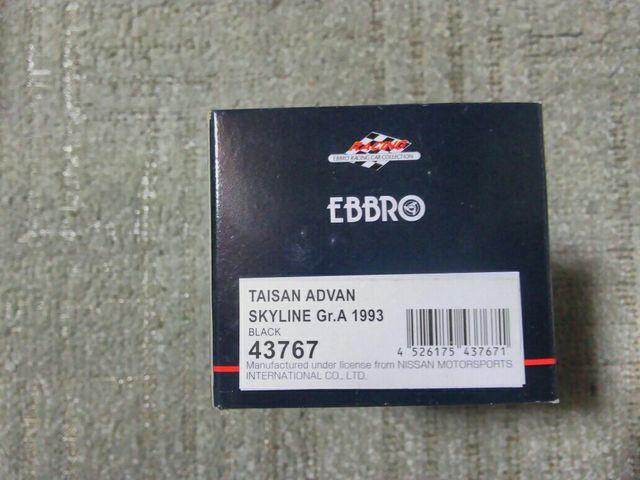 RACING
EBBRO RACING CAR COLLECTION
EBBRO
TAISAN ADVAN
SKYLINE Gr.A 1993
BLACK
43767
4 526175 437671
Manufactured under license from NISSAN MOTORSPORTS
INTERNATIONAL CO., LTD.